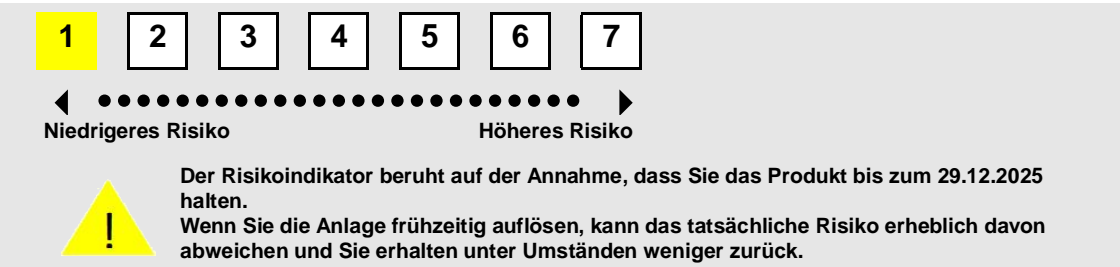 1 2 3 4 5 6 7
Niedrigeres Risiko Höheres Risiko
Der Risikoindikator beruht auf der Annahme, dass Sie das Produkt bis zum 29.12.2025
halten.
Wenn Sie die Anlage frühzeitig auflösen, kann das tatsächliche Risiko erheblich davon
! abweichen und Sie erhalten unter Umständen weniger zurück.